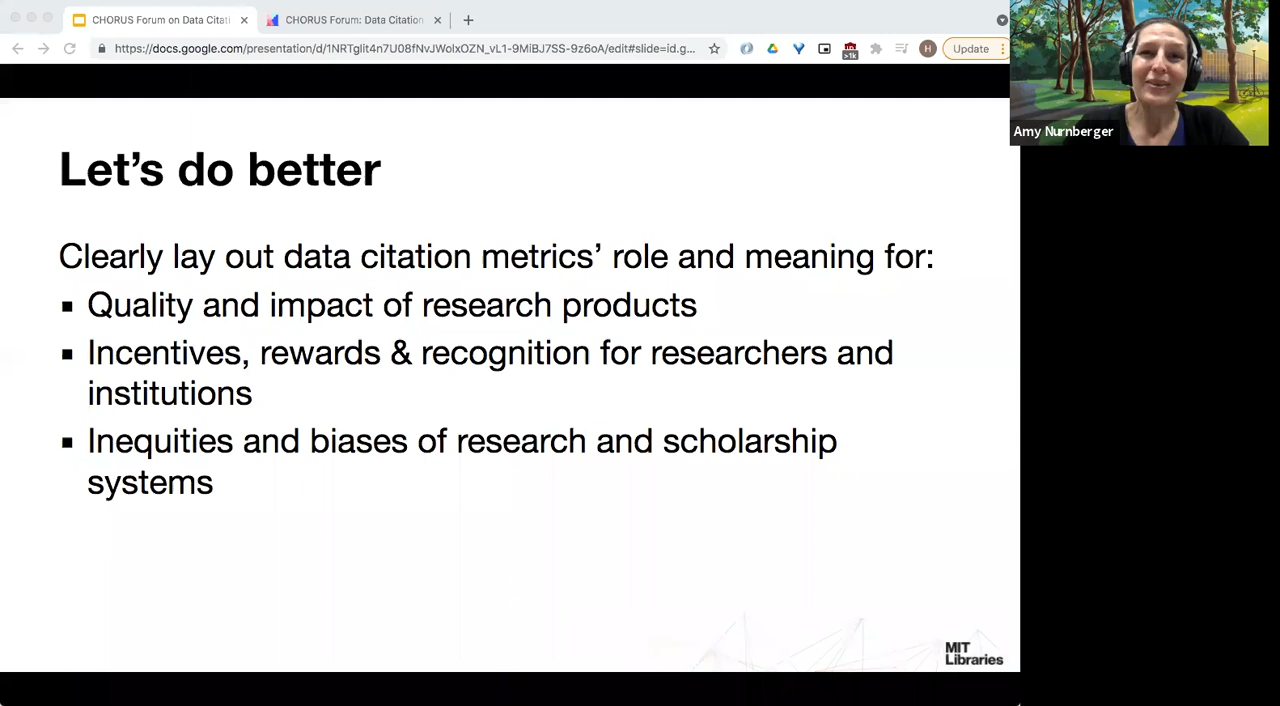 CHORUS Forum on Data Citati
CHORUS Forum: Data Citation
https://docs.google.com/presentation/d/1NRTglit4n7U08fNvJWolxOZN_vL1-9MiBJ7SS-9z6oA/edit#slide=id.g...
>1k
H
Update
Amy Nurnberger
Let's do better
Clearly lay out data citation metrics' role and meaning for:
▪ Quality and impact of research products
▪ Incentives, rewards & recognition for researchers and
institutions
▪ Inequities and biases of research and scholarship
systems
MIT
Libraries